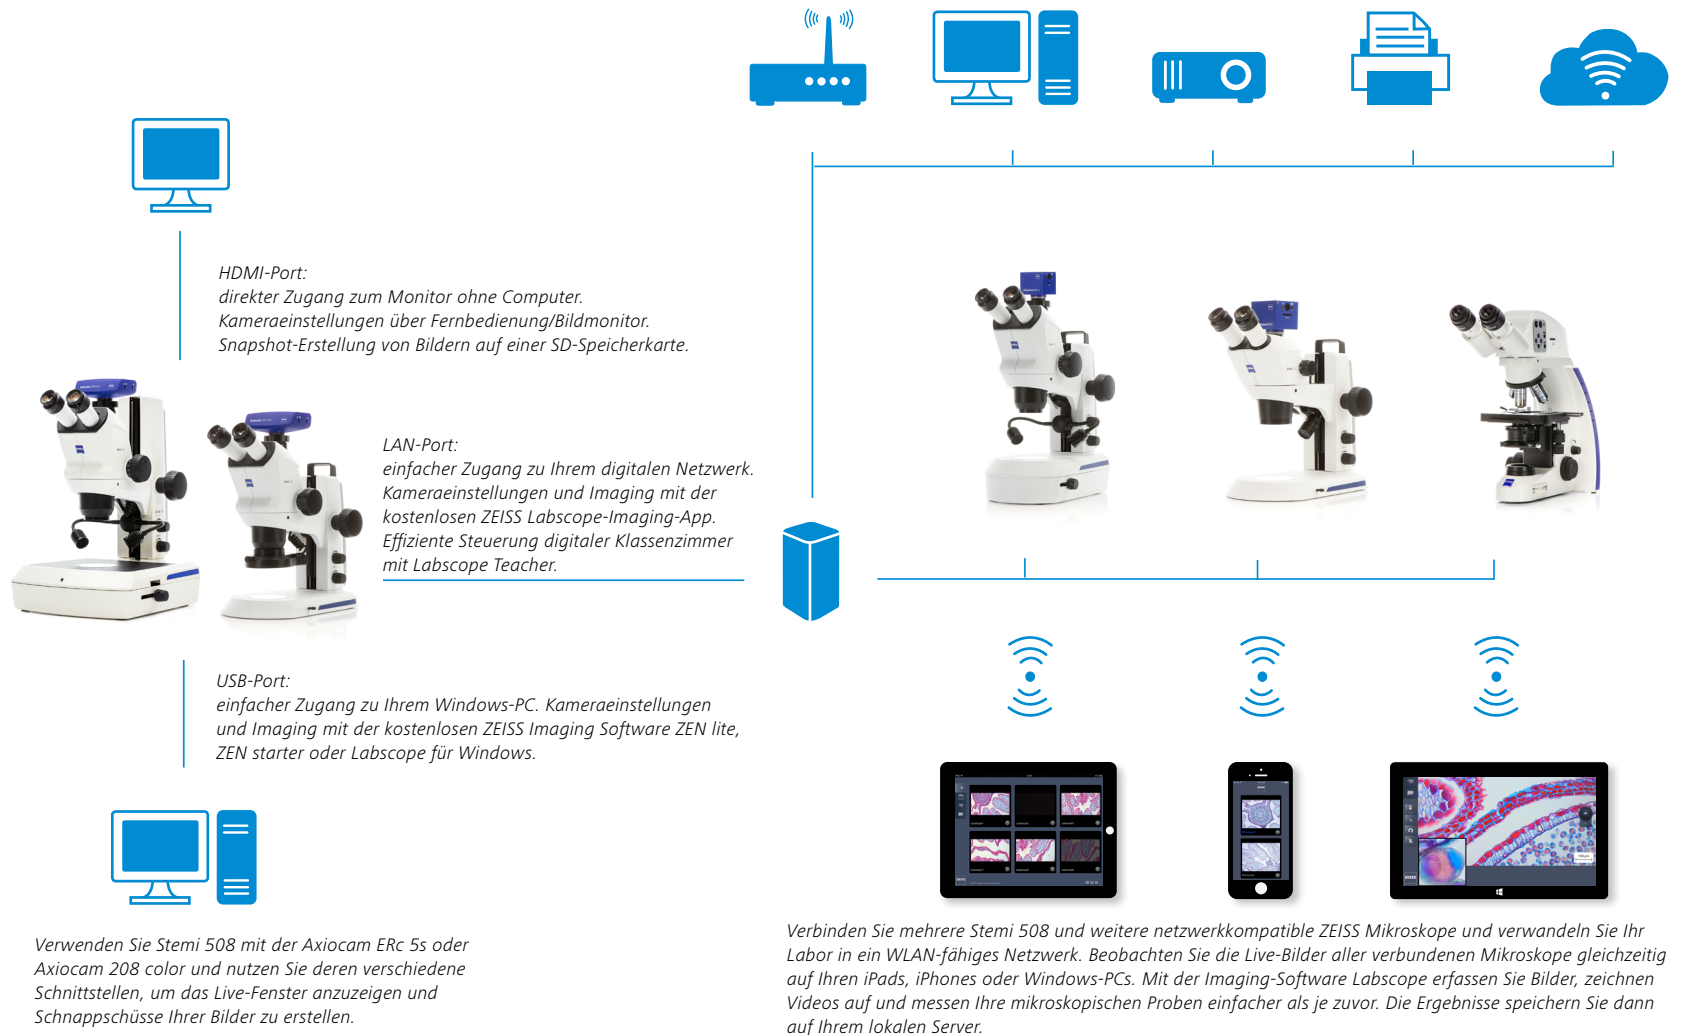 HDMI-Port:
direkter Zugang zum Monitor ohne Computer.
Kameraeinstellungen über Fernbedienung/Bildmonitor.
Snapshot-Erstellung von Bildern auf einer SD-Speicherkarte.
LAN-Port:
einfacher Zugang zu Ihrem digitalen Netzwerk.
Kameraeinstellungen und Imaging mit der
kostenlosen ZEISS Labscope-Imaging-App.
Effiziente Steuerung digitaler Klassenzimmer
mit Labscope Teacher.
USB-Port:
einfacher Zugang zu Ihrem Windows-PC. Kameraeinstellungen
und Imaging mit der kostenlosen ZEISS Imaging Software ZEN lite,
ZEN starter oder Labscope für Windows.
Verwenden Sie Stemi 508 mit der Axiocam ERc 5s oder
Axiocam 208 color und nutzen Sie deren verschiedene
Schnittstellen, um das Live-Fenster anzuzeigen und
Schnappschüsse Ihrer Bilder zu erstellen.
Verbinden Sie mehrere Stemi 508 und weitere netzwerkkompatible ZEISS Mikroskope und verwandeln Sie Ihr
Labor in ein WLAN-fähiges Netzwerk. Beobachten Sie die Live-Bilder aller verbundenen Mikroskope gleichzeitig
auf Ihren iPads, iPhones oder Windows-PCs. Mit der Imaging-Software Labscope erfassen Sie Bilder, zeichnen
Videos auf und messen Ihre mikroskopischen Proben einfacher als je zuvor. Die Ergebnisse speichern Sie dann
auf Ihrem lokalen Server.